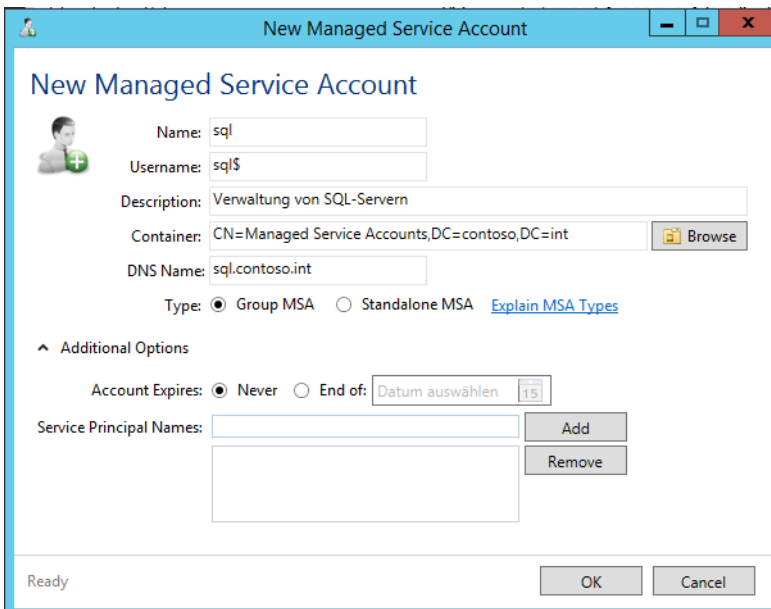 New Managed Service Account
New Managed Service Account
Name: sql
Username: sql$
Description: Verwaltung von SQL-Servern
Container: CN=Managed Service Accounts,DC=contoso,DC=int Browse
DNS Name: sql.contoso.int
Type: Group MSA Standalone MSA Explain MSA Types
Additional Options
Account Expires: Never End of: Datum auswählen 15
Service Principal Names: Add
Remove
Ready OK Cancel